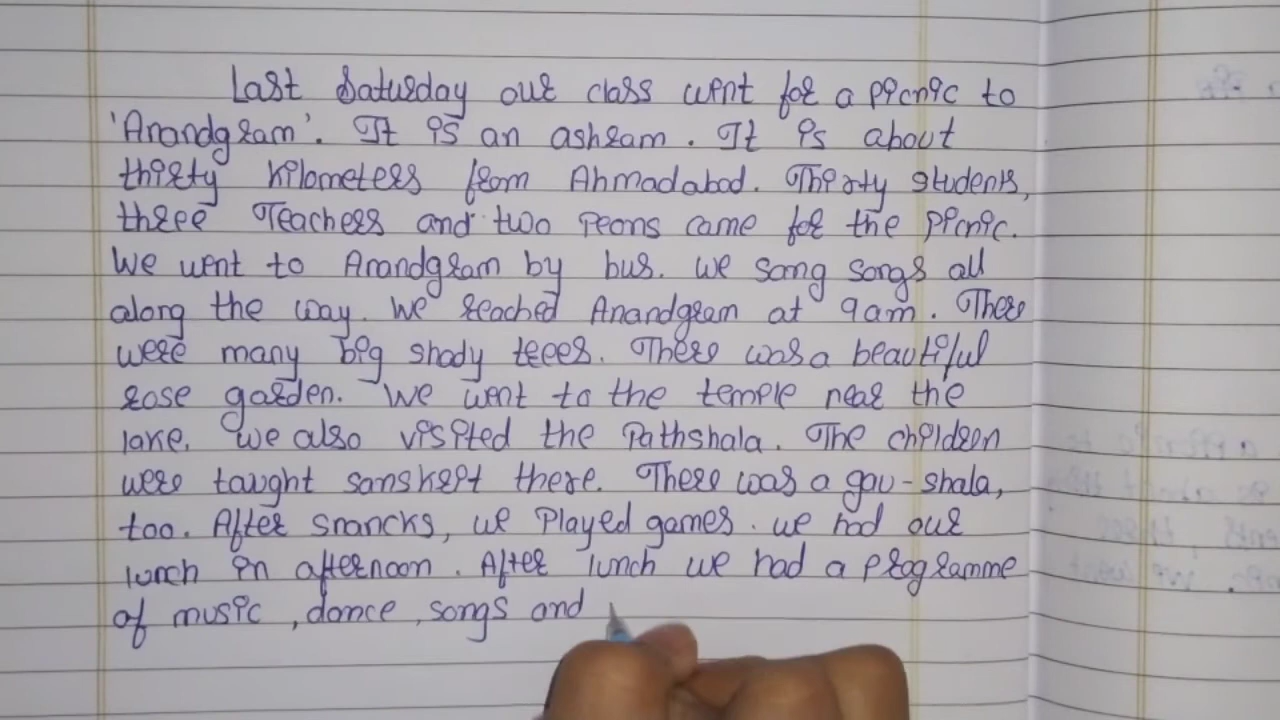 Last Saturday our class went for a picnic to
'Anandgram'. It is an ashram. It is about
thirty kilometers from Ahmadabad. Thirty students,
three Teachers and two Peons came for the picnic.
We went to Anandgram by bus. We sang songs all
along the way. We reached Anandgram at 9am. There
were many big shady trees. There was a beautiful
rose garden. We went to the temple near the
lake. We also visited the Pathshala. The children
were taught sanskrit there. There was a gau-shala,
too. After snancks, we Played games. We had our
lunch in afternoon. After lunch we had a programme
of music, dance, songs and